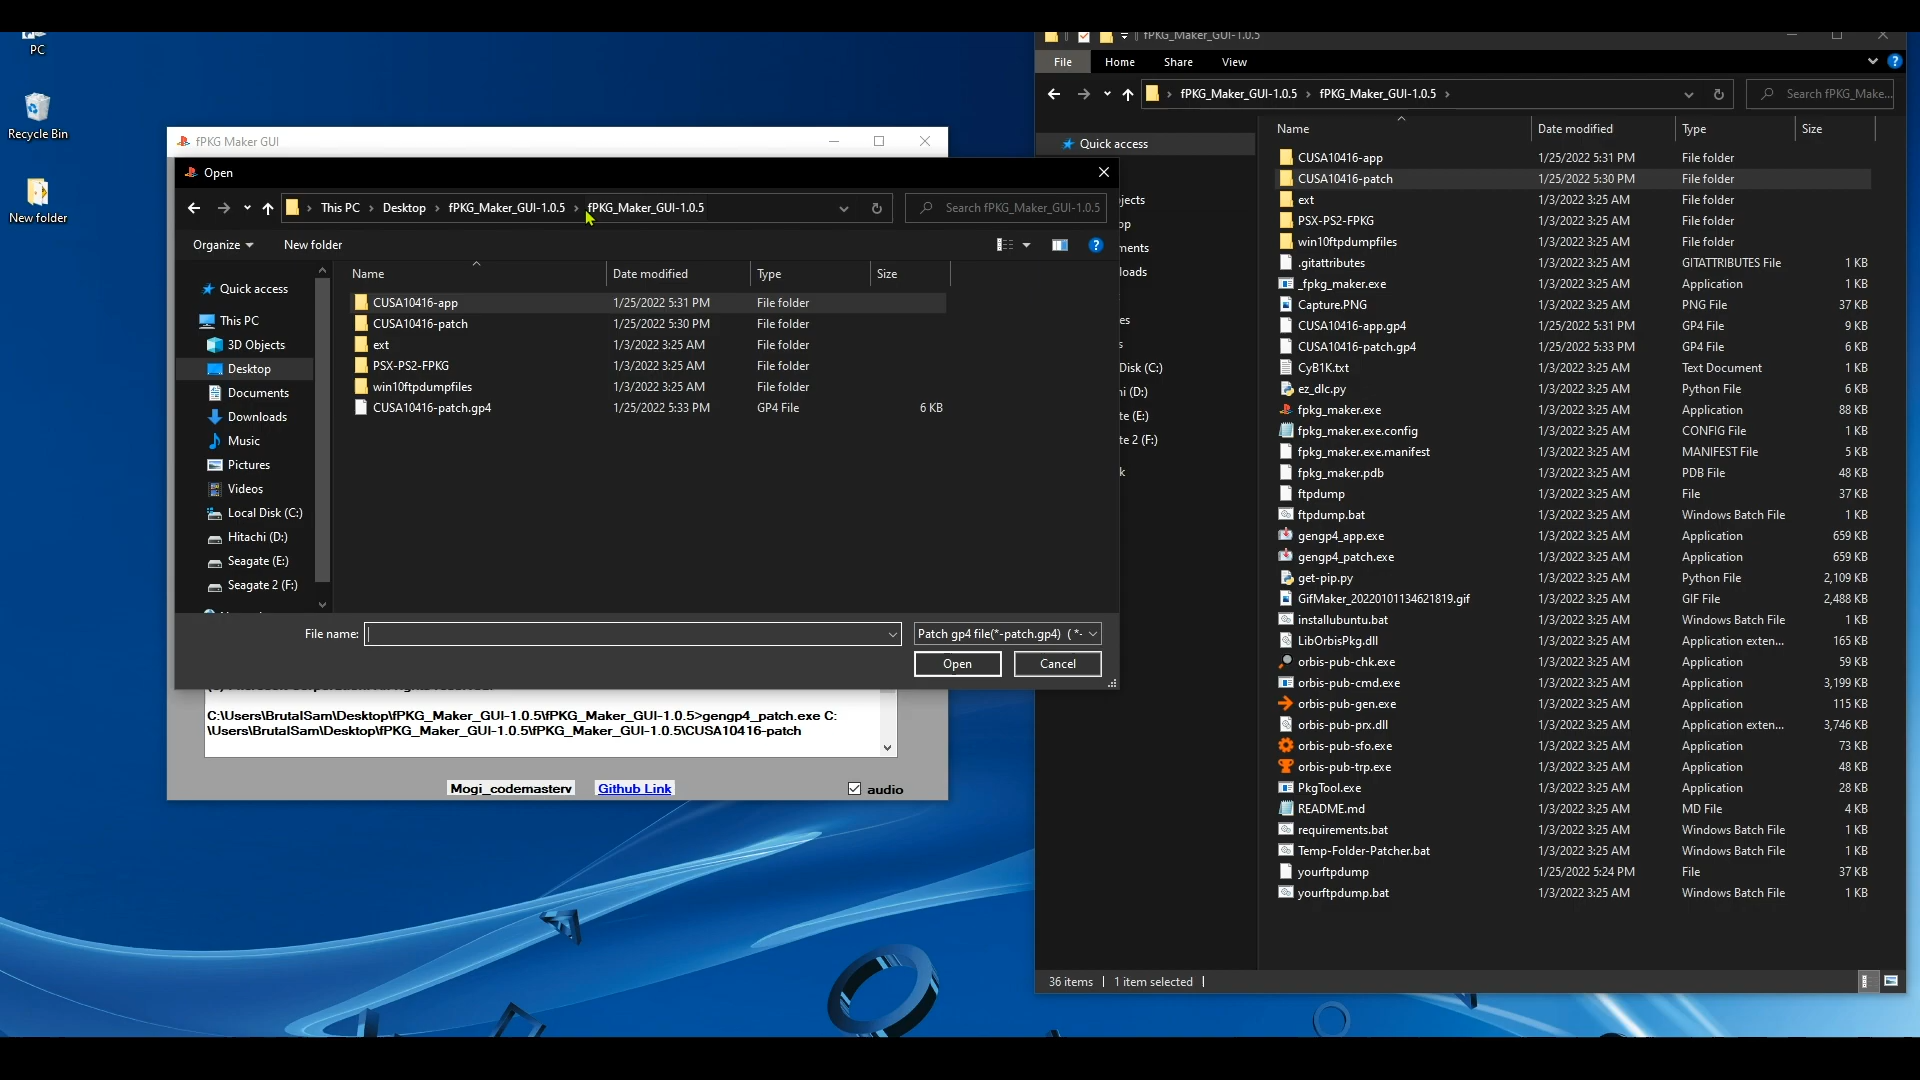 PC
Recycle Bin
New folder
fPKG Maker GUI
Open
This PC > Desktop > fPKG_Maker_GUI-1.0.5 > fPKG_Maker_GUI-1.0.5
Search fPKG_Maker_GUI-1.0.5
Organize New folder
Name Date modified Type Size
Quick access
This PC
3D Objects
Desktop
Documents
Downloads
Music
Pictures
Videos
Local Disk (C:)
Hitachi (D:)
Seagate (E:)
Seagate 2 (F:)
CUSA10416-app 1/25/2022 5:31 PM File folder
CUSA10416-patch 1/25/2022 5:30 PM File folder
ext 1/3/2022 3:25 AM File folder
PSX-PS2-FPKG 1/3/2022 3:25 AM File folder
win10ftpdumpfiles 1/3/2022 3:25 AM File folder
CUSA10416-patch.gp4 1/25/2022 5:33 PM GP4 File 6 KB
File name: Patch gp4 file(*-patch.gp4) (*-
Open Cancel
C:\Users\BrutalSam\Desktop\fPKG_Maker_GUI-1.0.5\fPKG_Maker_GUI-1.0.5>gengp4_patch.exe C:
\Users\BrutalSam\Desktop\fPKG_Maker_GUI-1.0.5\fPKG_Maker_GUI-1.0.5\CUSA10416-patch
Mogi_codemasterv Github Link audio
fPKG_Maker_GUI-1.0.5
File Home Share View
fPKG_Maker_GUI-1.0.5 > fPKG_Maker_GUI-1.0.5 >
Search fPKG_Make...
Quick access
jects
op
ments
loads
es
s
Disk (C:)
hi (D:)
te (E:)
te 2 (F:)
k
Name Date modified Type Size
CUSA10416-app 1/25/2022 5:31 PM File folder
CUSA10416-patch 1/25/2022 5:30 PM File folder
ext 1/3/2022 3:25 AM File folder
PSX-PS2-FPKG 1/3/2022 3:25 AM File folder
win10ftpdumpfiles 1/3/2022 3:25 AM File folder
.gitattributes 1/3/2022 3:25 AM GITATTRIBUTES File 1 KB
_fpkg_maker.exe 1/3/2022 3:25 AM Application 1 KB
Capture.PNG 1/3/2022 3:25 AM PNG File 37 KB
CUSA10416-app.gp4 1/25/2022 5:31 PM GP4 File 9 KB
CUSA10416-patch.gp4 1/25/2022 5:33 PM GP4 File 6 KB
CyB1K.txt 1/3/2022 3:25 AM Text Document 1 KB
ez_dlc.py 1/3/2022 3:25 AM Python File 6 KB
fpkg_maker.exe 1/3/2022 3:25 AM Application 88 KB
fpkg_maker.exe.config 1/3/2022 3:25 AM CONFIG File 1 KB
fpkg_maker.exe.manifest 1/3/2022 3:25 AM MANIFEST File 5 KB
fpkg_maker.pdb 1/3/2022 3:25 AM PDB File 48 KB
ftpdump 1/3/2022 3:25 AM File 37 KB
ftpdump.bat 1/3/2022 3:25 AM Windows Batch File 1 KB
gengp4_app.exe 1/3/2022 3:25 AM Application 659 KB
gengp4_patch.exe 1/3/2022 3:25 AM Application 659 KB
get-pip.py 1/3/2022 3:25 AM Python File 2,109 KB
GifMaker_20220101134621819.gif 1/3/2022 3:25 AM GIF File 2,488 KB
installubuntu.bat 1/3/2022 3:25 AM Windows Batch File 1 KB
LibOrbisPkg.dll 1/3/2022 3:25 AM Application exten... 165 KB
orbis-pub-chk.exe 1/3/2022 3:25 AM Application 59 KB
orbis-pub-cmd.exe 1/3/2022 3:25 AM Application 3,199 KB
orbis-pub-gen.exe 1/3/2022 3:25 AM Application 115 KB
orbis-pub-prx.dll 1/3/2022 3:25 AM Application exten... 3,746 KB
orbis-pub-sfo.exe 1/3/2022 3:25 AM Application 73 KB
orbis-pub-trp.exe 1/3/2022 3:25 AM Application 48 KB
PkgTool.exe 1/3/2022 3:25 AM Application 28 KB
README.md 1/3/2022 3:25 AM MD File 4 KB
requirements.bat 1/3/2022 3:25 AM Windows Batch File 1 KB
Temp-Folder-Patcher.bat 1/3/2022 3:25 AM Windows Batch File 1 KB
yourftpdump 1/25/2022 5:24 PM File 37 KB
yourftpdump.bat 1/3/2022 3:25 AM Windows Batch File 1 KB
36 items 1 item selected